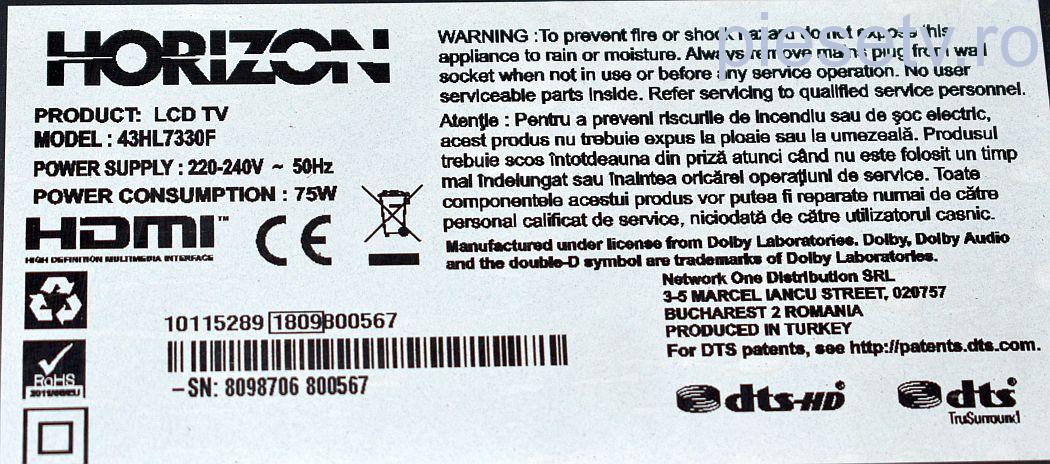 piesetv.ro
HORIZON
PRODUCT: LCD TV
MODEL : 43HL7330F
POWER SUPPLY : 220-240V ~ 50Hz
POWER CONSUMPTION : 75W
HDMI™
HIGH DEFINITION MULTIMEDIA INTERFACE
CE
WARNING :To prevent fire or shock hazard do not expose this
appliance to rain or moisture. Always remove mains plug from wall
socket when not in use or before any service operation. No user
serviceable parts inside. Refer servicing to qualified service personnel.
Atenţie : Pentru a preveni riscurile de incendiu sau de şoc electric,
acest produs nu trebuie expus la ploaie sau la umezeală. Produsul
trebuie scos întotdeauna din priză atunci când nu este folosit un timp
mai îndelungat sau înaintea oricărei operaţiuni de service. Toate
componentele acestui produs vor putea fi reparate numai de către
personal calificat de service, niciodată de către utilizatorul casnic.
Manufactured under license from Dolby Laboratories. Dolby, Dolby Audio
and the double-D symbol are trademarks of Dolby Laboratories.
Network One Distribution SRL
3-5 MARCEL IANCU STREET, 020757
BUCHAREST 2 ROMANIA
PRODUCED IN TURKEY
For DTS patents, see http://patents.dts.com.
10115289 1809 B00567
-SN: 8098706 800567
RoHS
2011/65/EU
dts-HD®
dts®
TruSurround